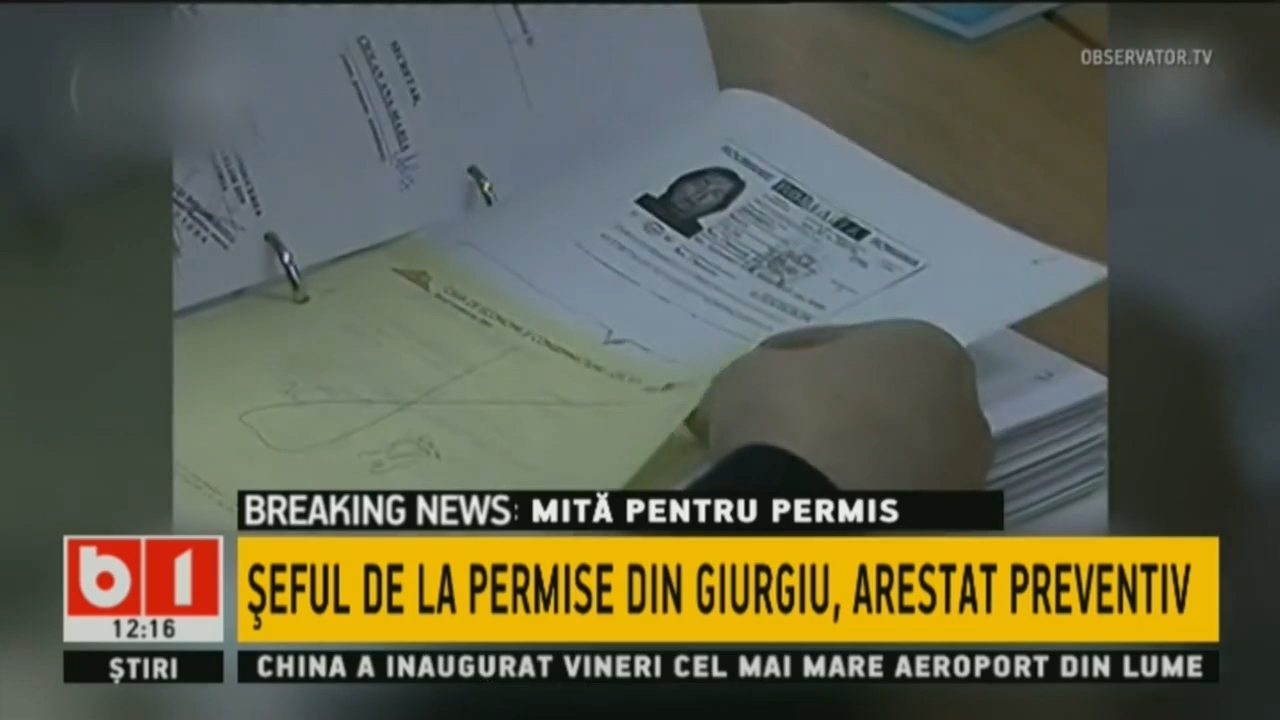 OBSERVATOR.TV
SECRETAR,
BREAKING NEWS: MITĂ PENTRU PERMIS
b1
ŞEFUL DE LA PERMISE DIN GIURGIU, ARESTAT PREVENTIV
12:16
ŞTIRI
CHINA A INAUGURAT VINERI CEL MAI MARE AEROPORT DIN LUME